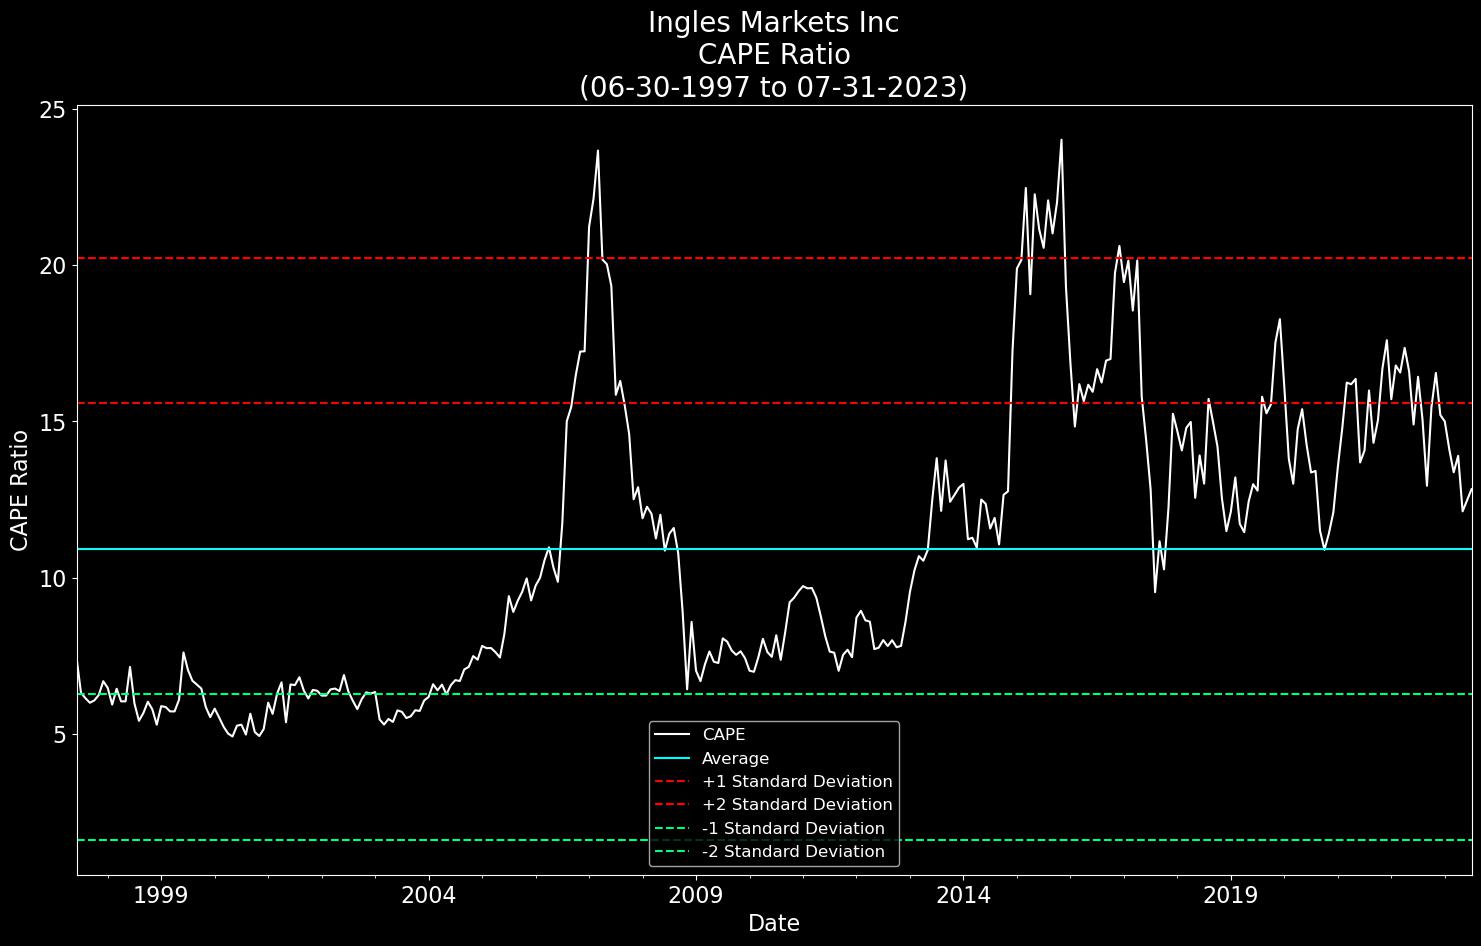 Ingles Markets Inc
CAPE Ratio
(06-30-1997 to 07-31-2023)
25
20
15
10
5
CAPE Ratio
CAPE
Average
+1 Standard Deviation
+2 Standard Deviation
-1 Standard Deviation
-2 Standard Deviation
1999 2004 2009 2014 2019
Date